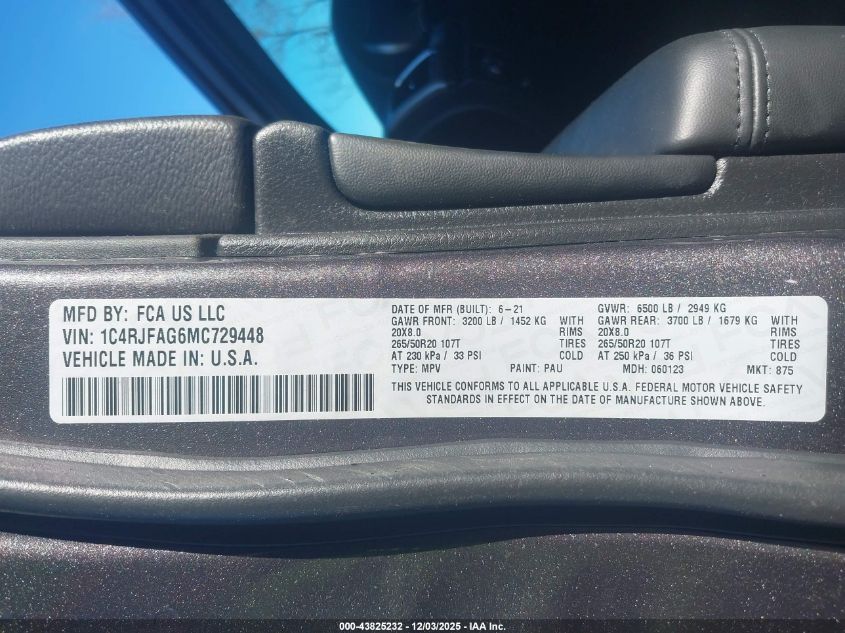 MFD BY: FCA US LLC
VIN: 1C4RJFAG6MC729448
VEHICLE MADE IN: U.S.A.
DATE OF MFR (BUILT): 6-21 GVWR: 6500 LB / 2949 KG
GAWR FRONT: 3200 LB / 1452 KG WITH GAWR REAR: 3700 LB / 1679 KG WITH
20X8.0 RIMS 20X8.0 RIMS
265/50R20 107T TIRES 265/50R20 107T TIRES
AT 230 kPa / 33 PSI COLD AT 250 kPa / 36 PSI COLD
TYPE: MPV PAINT: PAU MDH: 060123 MKT: 875
THIS VEHICLE CONFORMS TO ALL APPLICABLE U.S.A. FEDERAL MOTOR VEHICLE SAFETY
STANDARDS IN EFFECT ON THE DATE OF MANUFACTURE SHOWN ABOVE.
000-43825232 - 12/03/2025 - IAA Inc.